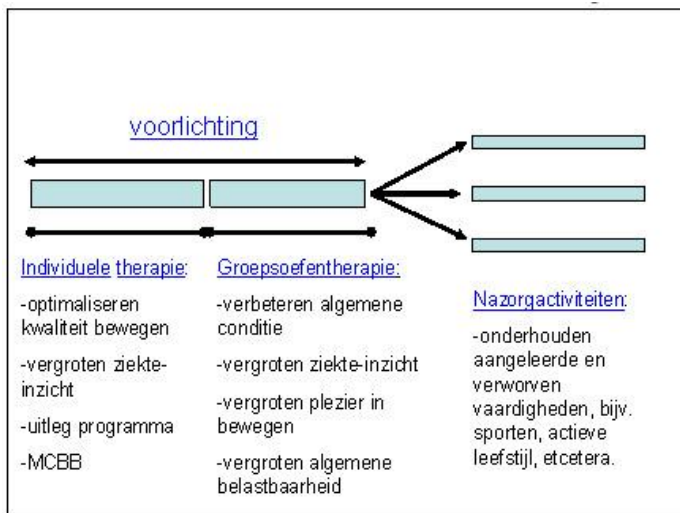 voorlichting
Individuele therapie:
-optimaliseren
kwaliteit bewegen
-vergroten ziekte-
inzicht
-uitleg programma
-MCBB
Groepsoefentherapie:
-verbeteren algemene
conditie
-vergroten ziekte-inzicht
-vergroten plezier in
bewegen
-vergroten algemene
belastbaarheid
Nazorgactiviteiten:
-onderhouden
aangeleerde en
verworven
vaardigheden, bijv.
sporten, actieve
leefstijl, etcetera.